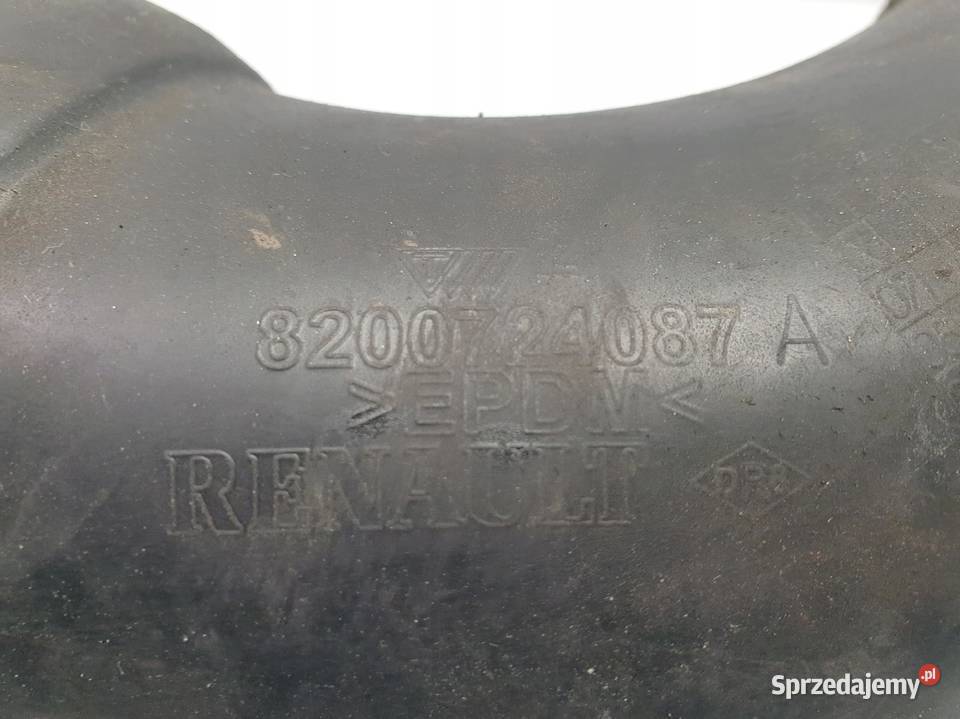 8200724087 A
>EPDM<
RENAULT
Sprzedajemy.pl